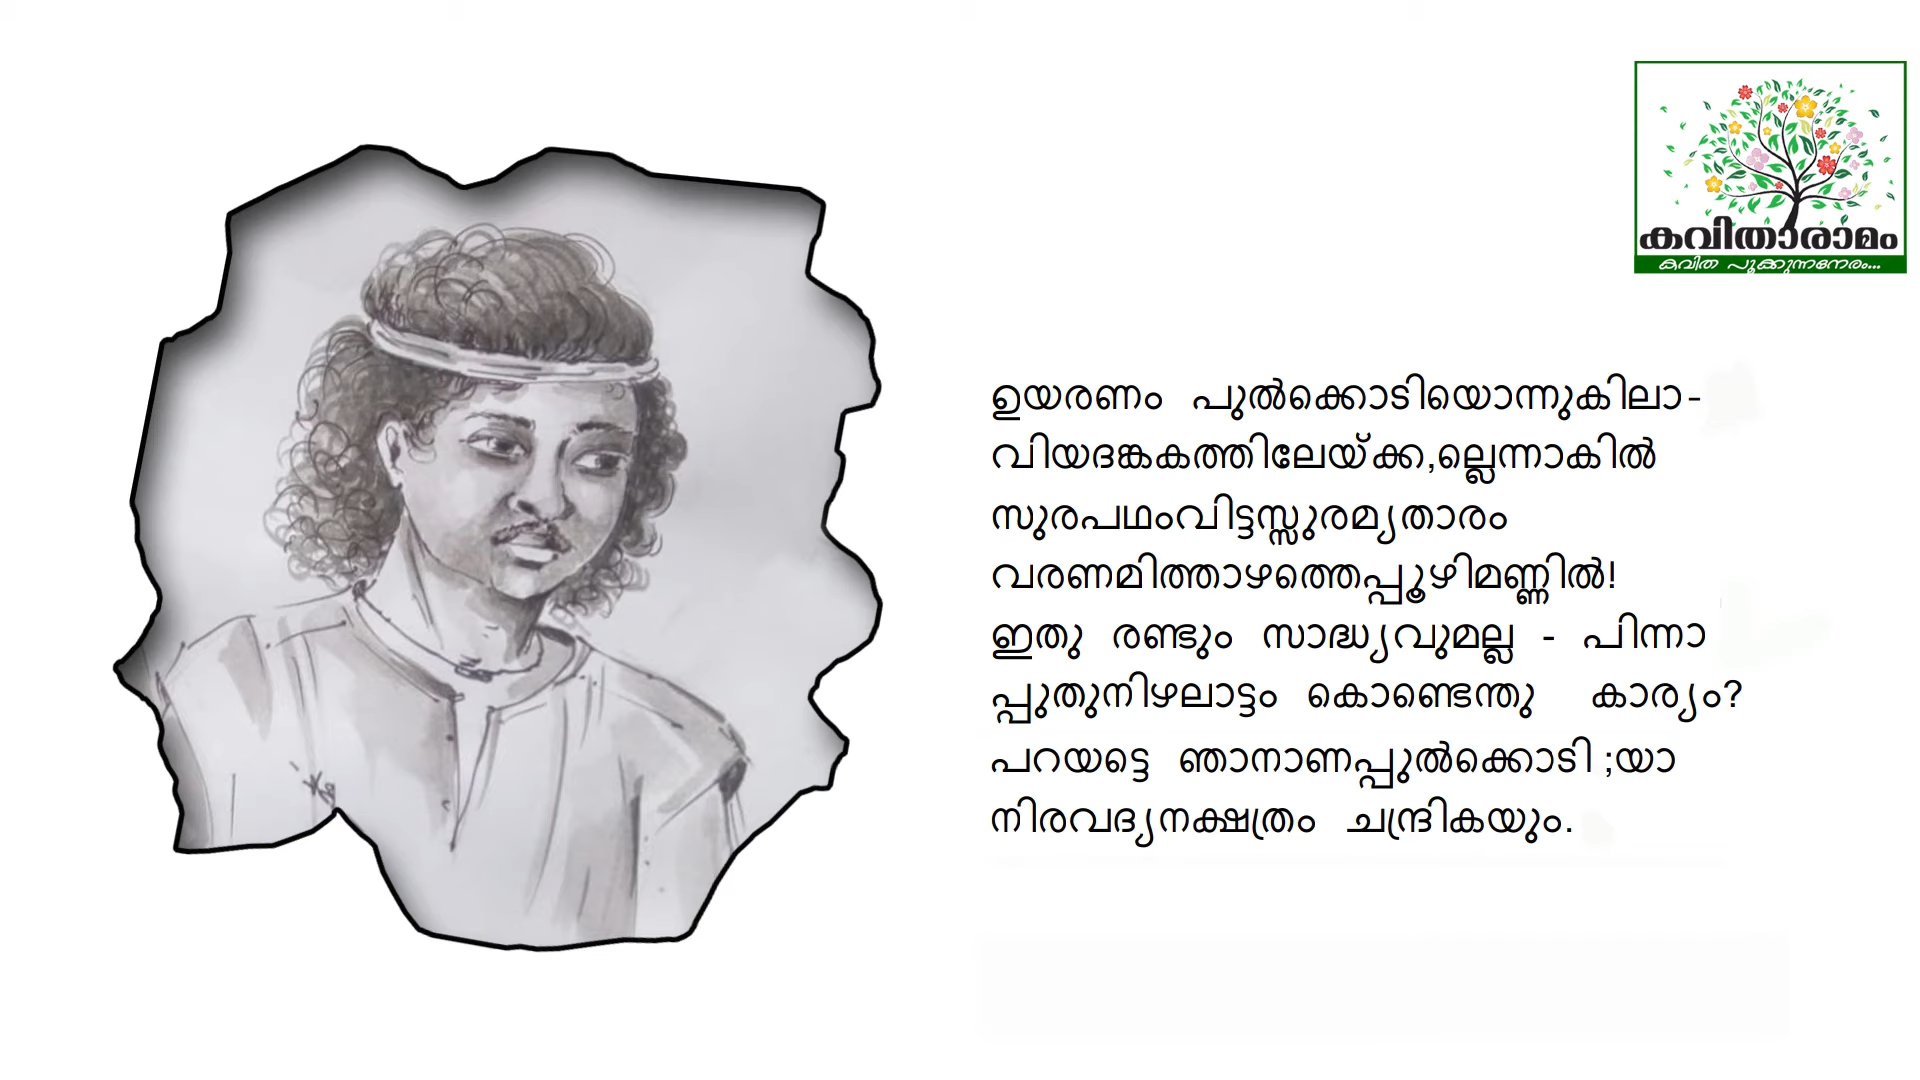 കവിതാരാമം
കവിത പൂക്കുന്നനേരം...
ഉയരണം പുൽക്കൊടിയൊന്നുകിലാ-
വിയദങ്കകത്തിലേയ്ക്ക,ല്ലെന്നാകിൽ
സുരപഥംവിട്ടസ്സുരമ്യതാരം
വരണമിത്താഴത്തെപ്പൂഴിമണ്ണിൽ!
ഇതു രണ്ടും സാദ്ധ്യവുമല്ല - പിന്നാ
പ്പുതുനിഴലാട്ടം കൊണ്ടെന്തു കാര്യം?
പറയട്ടെ ഞാനാണപ്പുൽക്കൊടി ;യാ
നിരവദ്യനക്ഷത്രം ചന്ദ്രികയും.